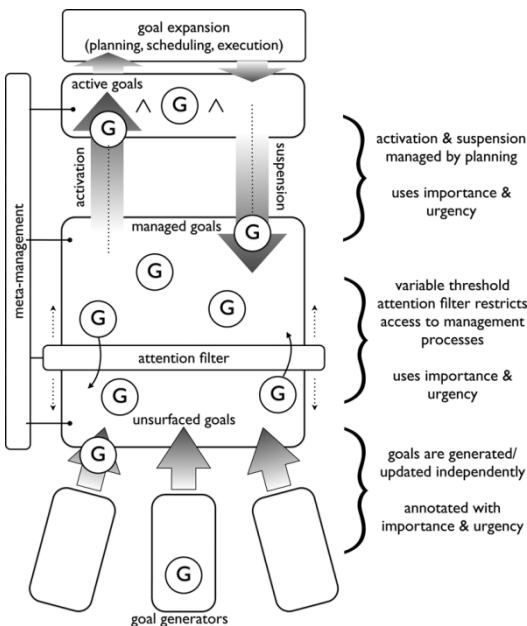 goal expansion
(planning, scheduling, execution)
active goals
G
^
G
^
activation
suspension
activation & suspension
managed by planning
uses importance &
urgency
meta-management
managed goals
G
G
G
G
variable threshold
attention filter restricts
access to management
processes
uses importance &
urgency
attention filter
G
G
unsurfaced goals
G
goals are generated/
updated independently
annotated with
importance & urgency
G
goal generators